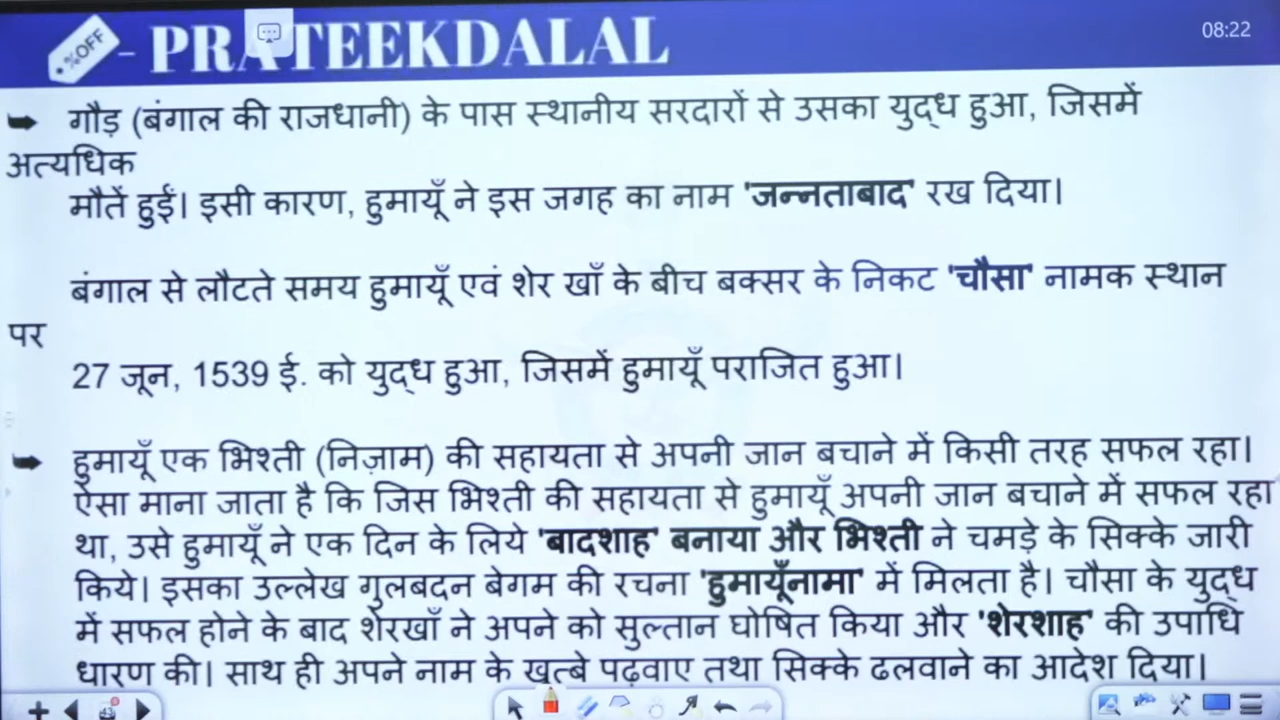 %OFF - PRATEEKDALAL
08:22
➡ गौड़ (बंगाल की राजधानी) के पास स्थानीय सरदारों से उसका युद्ध हुआ, जिसमें
अत्यधिक
मौतें हुईं। इसी कारण, हुमायूँ ने इस जगह का नाम 'जन्नताबाद' रख दिया।
बंगाल से लौटते समय हुमायूँ एवं शेर खाँ के बीच बक्सर के निकट 'चौसा' नामक स्थान
पर
27 जून, 1539 ई. को युद्ध हुआ, जिसमें हुमायूँ पराजित हुआ।
➡ हुमायूँ एक भिश्ती (निज़ाम) की सहायता से अपनी जान बचाने में किसी तरह सफल रहा।
ऐसा माना जाता है कि जिस भिश्ती की सहायता से हुमायूँ अपनी जान बचाने में सफल रहा
था, उसे हुमायूँ ने एक दिन के लिये 'बादशाह' बनाया और भिश्ती ने चमड़े के सिक्के जारी
किये। इसका उल्लेख गुलबदन बेगम की रचना 'हुमायूँनामा' में मिलता है। चौसा के युद्ध
में सफल होने के बाद शेरखाँ ने अपने को सुल्तान घोषित किया और 'शेरशाह' की उपाधि
धारण की। साथ ही अपने नाम के खुत्बे पढ़वाए तथा सिक्के ढलवाने का आदेश दिया।
43